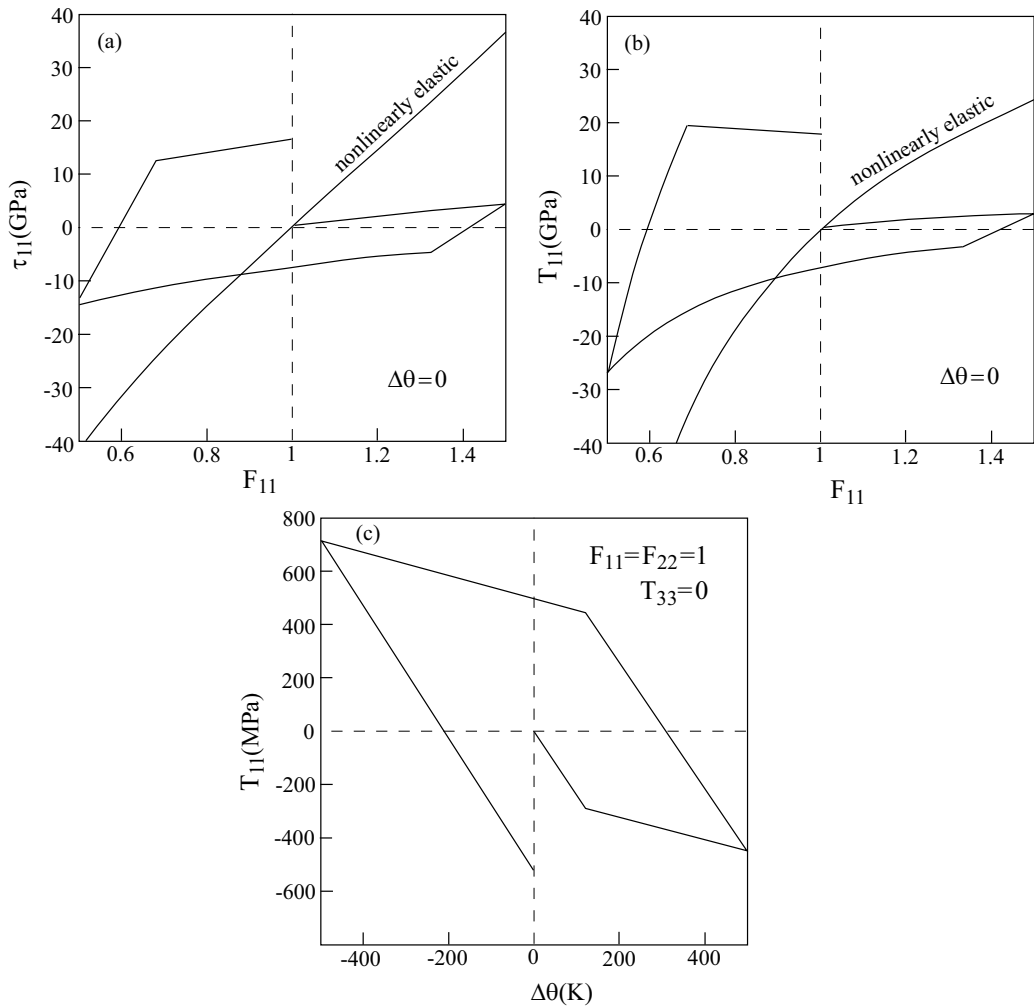 (a)
40
30
20
10
0
-10
-20
-30
-40
τ11(GPa)
nonlinearly elastic
Δθ=0
0.6
0.8
1
1.2
1.4
F11
(b)
40
30
20
10
0
-10
-20
-30
-40
T11(GPa)
nonlinearly elastic
Δθ=0
0.6
0.8
1
1.2
1.4
F11
(c)
800
600
400
200
0
-200
-400
-600
T11(MPa)
F11=F22=1
T33=0
-400
-200
0
200
400
Δθ(K)